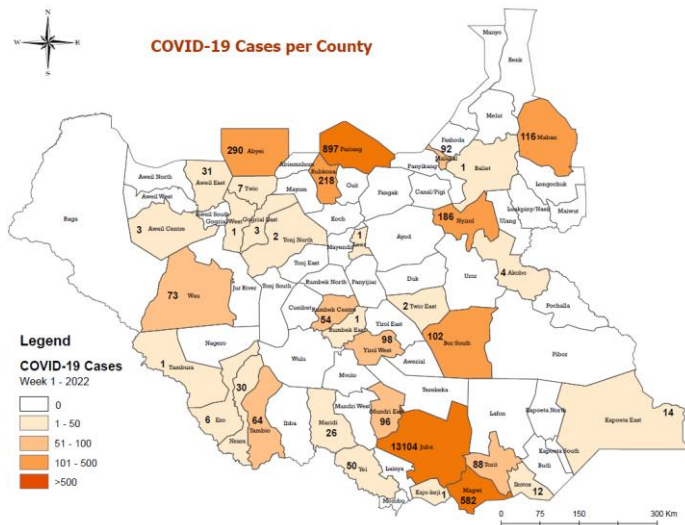 N
W
E
S
COVID-19 Cases per County
Manyo
Renk
Melut
Fashoda
92
Malakal
116 Maban
290 Abyei
897 Pariang
Abiemnhom
Rubkona
218
Panyikang
1
Baliet
Aweil North
31
Aweil East
7 Twic
Mayom
Guit
Fangak
Canal/Pigi
Longochuk
Aweil West
Aweil South
Gogrial West
Gogrial East
Koch
186 Nyirol
Ulang
Luakpiny/Nasir
Maiwut
Raga
3 Aweil Centre
1
3
2
Tonj North
Mayendit
1
Leer
Ayod
Tonj East
4
Akobo
73 Wau
Jur River
Tonj South
Rumbek North
Panyijiar
Duk
Uror
Cueibet
Rumbek Centre
54
1
Rumbek East
2 Twic East
Pochalla
Yirol East
98
Yirol West
102
Bor South
Nagero
Wulu
Awerial
Pibor
1
Tambura
Mvolo
30
Terekeka
6 Ezo
64
Yambio
Nzara
Ibba
Maridi
26
Mundri West
Mundri East
96
Lafon
Kapoeta North
Kapoeta East
14
13104 Juba
Kapoeta South
50
Yei
Lainya
88 Torit
Budi
Ikotos
12
Morobo
Kajo-keji
1
Magwi
582
Legend
COVID-19 Cases
Week 1 - 2022
0
1 - 50
51 - 100
101 - 500
>500
0 75 150 300 Km